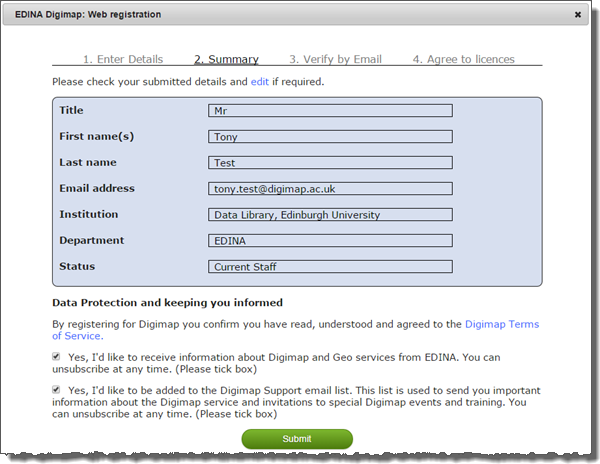 EDINA Digimap: Web registration
1. Enter Details 2. Summary 3. Verify by Email 4. Agree to licences
Please check your submitted details and edit if required.
Title Mr
First name(s) Tony
Last name Test
Email address tony.test@digimap.ac.uk
Institution Data Library, Edinburgh University
Department EDINA
Status Current Staff
Data Protection and keeping you informed
By registering for Digimap you confirm you have read, understood and agreed to the Digimap Terms
of Service.
Yes, I'd like to receive information about Digimap and Geo services from EDINA. You can
unsubscribe at any time. (Please tick box)
Yes, I'd like to be added to the Digimap Support email list. This list is used to send you important
information about the Digimap service and invitations to special Digimap events and training. You
can unsubscribe at any time. (Please tick box)
Submit